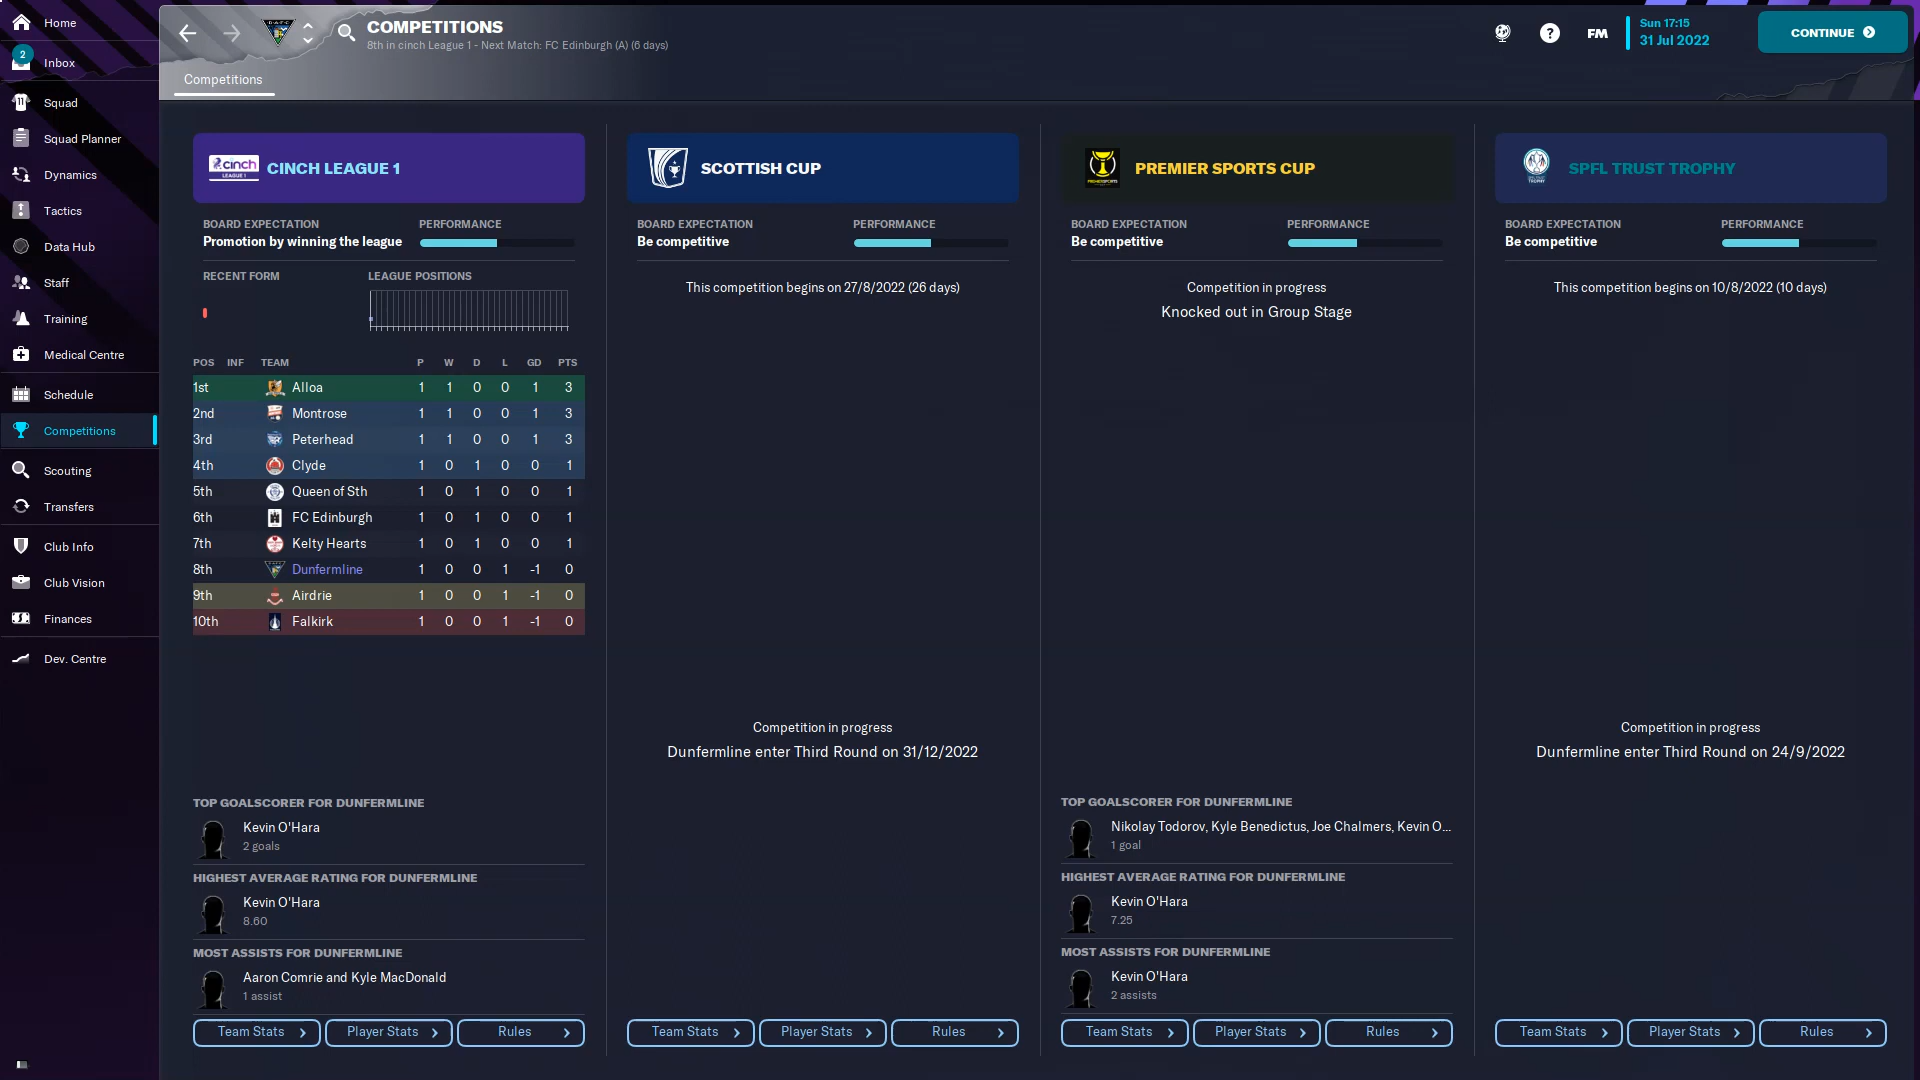 Home
2
Inbox
Squad
Squad Planner
Dynamics
Tactics
Data Hub
Staff
Training
Medical Centre
Schedule
Competitions
Scouting
Transfers
Club Info
Club Vision
Finances
Dev. Centre
COMPETITIONS
8th in cinch League 1 - Next Match: FC Edinburgh (A) (6 days)
FM
Sun 17:15
31 Jul 2022
CONTINUE
Competitions
cinch
LEAGUE 1
CINCH LEAGUE 1
BOARD EXPECTATION PERFORMANCE
Promotion by winning the league
RECENT FORM LEAGUE POSITIONS
POS INF TEAM P W D L GD PTS
1st Alloa 1 1 0 0 1 3
2nd Montrose 1 1 0 0 1 3
3rd Peterhead 1 1 0 0 1 3
4th Clyde 1 0 1 0 0 1
5th Queen of Sth 1 0 1 0 0 1
6th FC Edinburgh 1 0 1 0 0 1
7th Kelty Hearts 1 0 1 0 0 1
8th Dunfermline 1 0 0 1 -1 0
9th Airdrie 1 0 0 1 -1 0
10th Falkirk 1 0 0 1 -1 0
TOP GOALSCORER FOR DUNFERMLINE
Kevin O'Hara
2 goals
HIGHEST AVERAGE RATING FOR DUNFERMLINE
Kevin O'Hara
8.60
MOST ASSISTS FOR DUNFERMLINE
Aaron Comrie and Kyle MacDonald
1 assist
Team Stats Player Stats Rules
SCOTTISH CUP
BOARD EXPECTATION PERFORMANCE
Be competitive
This competition begins on 27/8/2022 (26 days)
Competition in progress
Dunfermline enter Third Round on 31/12/2022
Team Stats Player Stats Rules
PREMIER SPORTS CUP
BOARD EXPECTATION PERFORMANCE
Be competitive
Competition in progress
Knocked out in Group Stage
TOP GOALSCORER FOR DUNFERMLINE
Nikolay Todorov, Kyle Benedictus, Joe Chalmers, Kevin O...
1 goal
HIGHEST AVERAGE RATING FOR DUNFERMLINE
Kevin O'Hara
7.25
MOST ASSISTS FOR DUNFERMLINE
Kevin O'Hara
2 assists
Team Stats Player Stats Rules
SPFL TRUST TROPHY
BOARD EXPECTATION PERFORMANCE
Be competitive
This competition begins on 10/8/2022 (10 days)
Competition in progress
Dunfermline enter Third Round on 24/9/2022
Team Stats Player Stats Rules